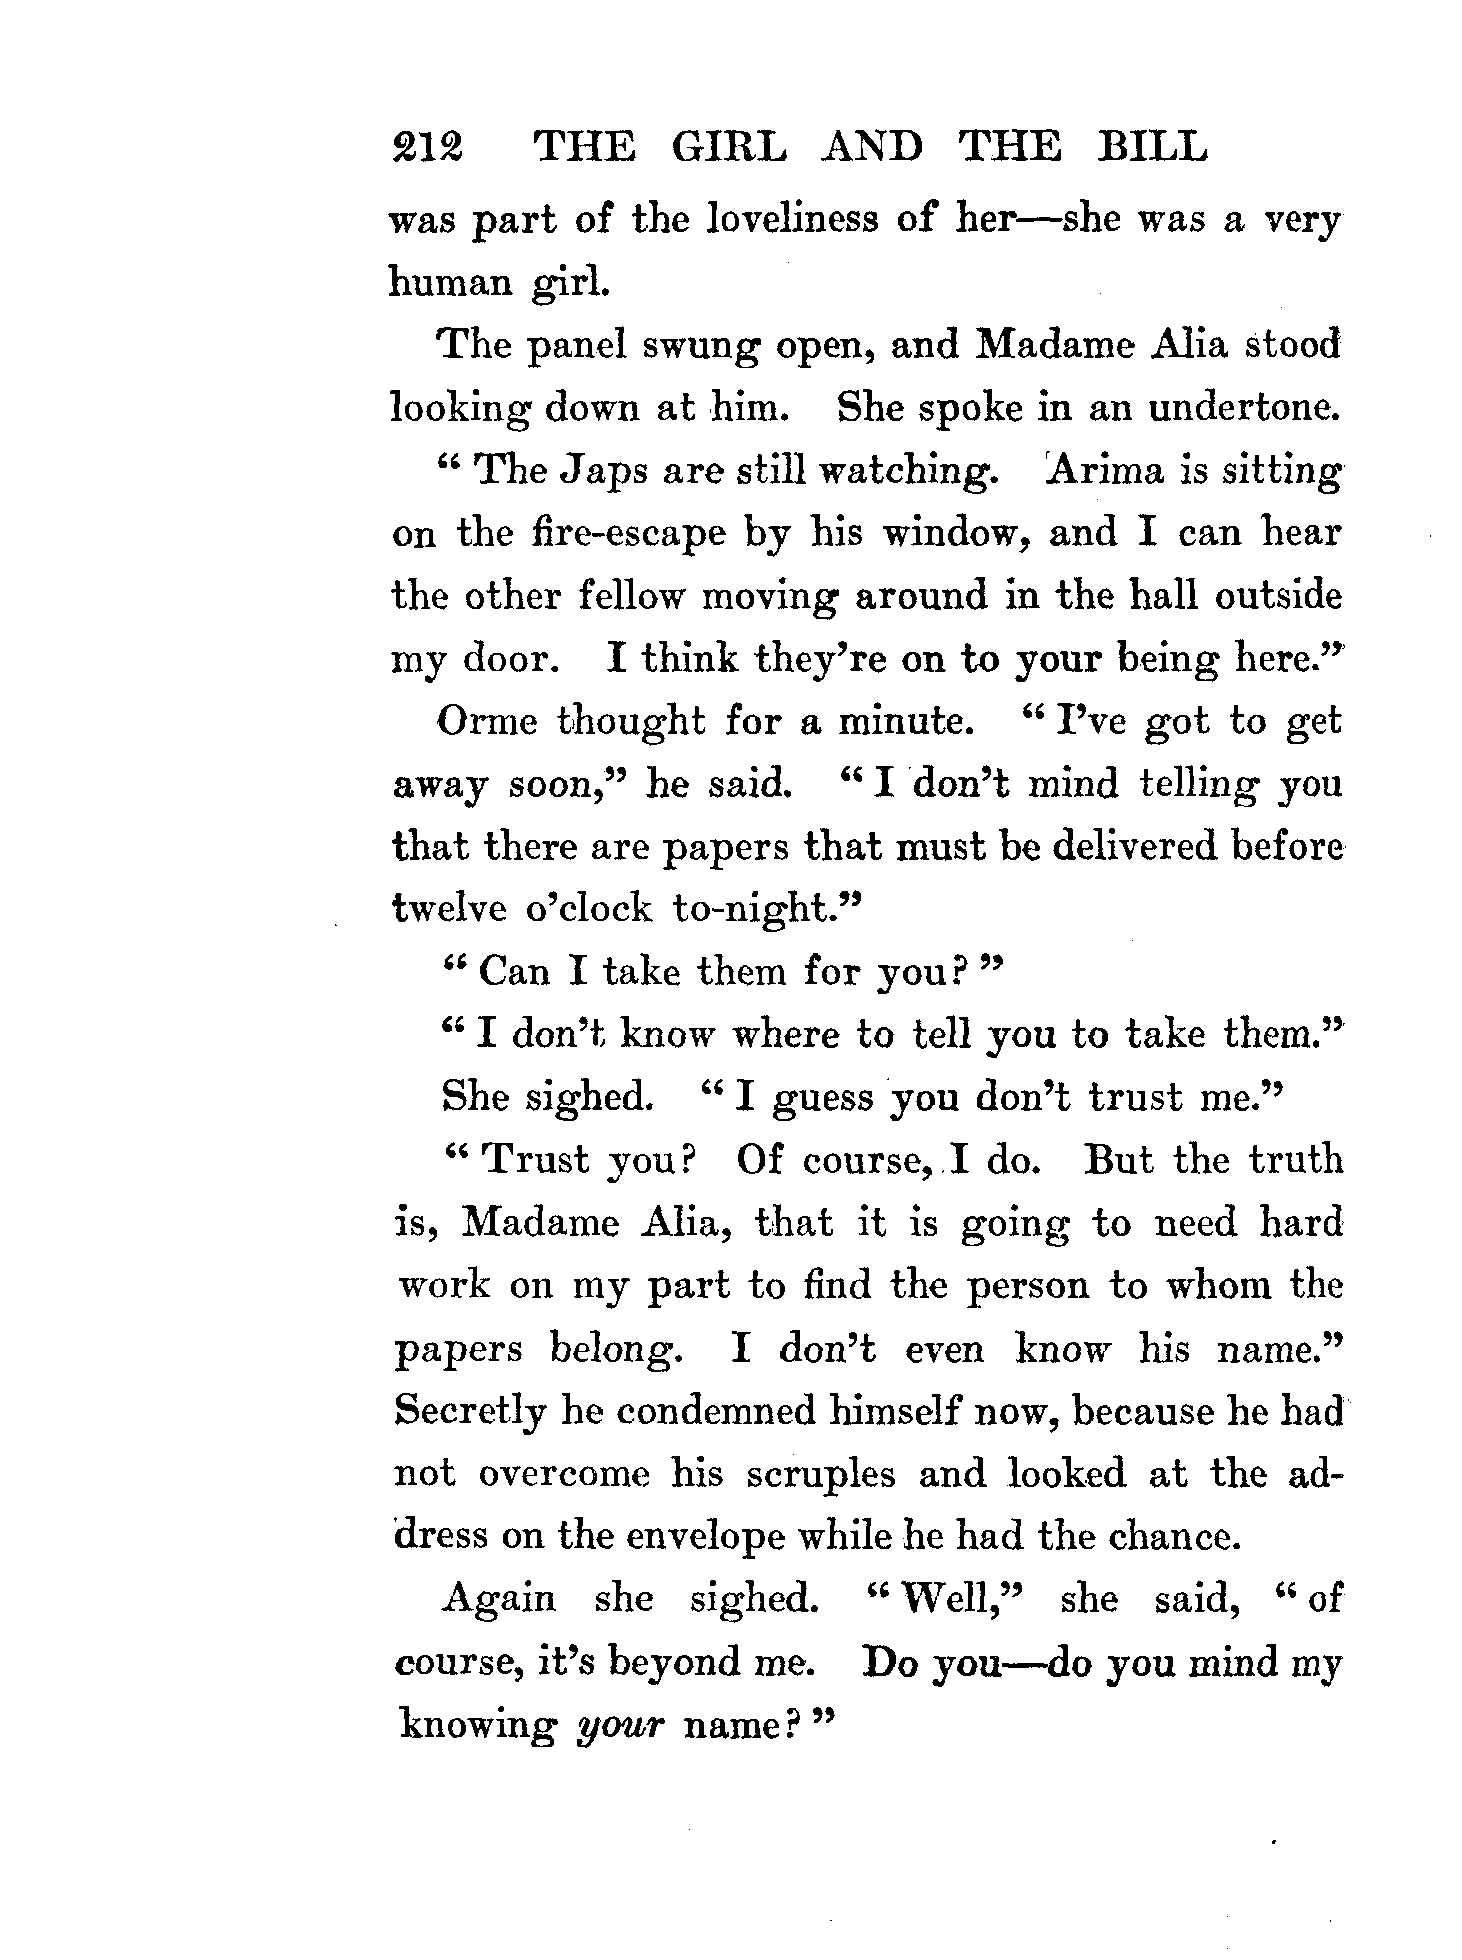 212 THE GIRL AND THE BILL
was part of the loveliness of her—she was a very
human girl.
The panel swung open, and Madame Alia stood
looking down at him. She spoke in an undertone.
“ The Japs are still watching. Arima is sitting
on the fire-escape by his window, and I can hear
the other fellow moving around in the hall outside
my door. I think they’re on to your being here.”
Orme thought for a minute. “ I’ve got to get
away soon,” he said. “ I don’t mind telling you
that there are papers that must be delivered before
twelve o’clock to-night.”
“ Can I take them for you? ”
“ I don’t know where to tell you to take them.”
She sighed. “ I guess you don’t trust me.”
“ Trust you? Of course, I do. But the truth
is, Madame Alia, that it is going to need hard
work on my part to find the person to whom the
papers belong. I don’t even know his name.”
Secretly he condemned himself now, because he had
not overcome his scruples and looked at the ad-
dress on the envelope while he had the chance.
Again she sighed. “ Well,” she said, “ of
course, it’s beyond me. Do you—do you mind my
knowing your name? ”